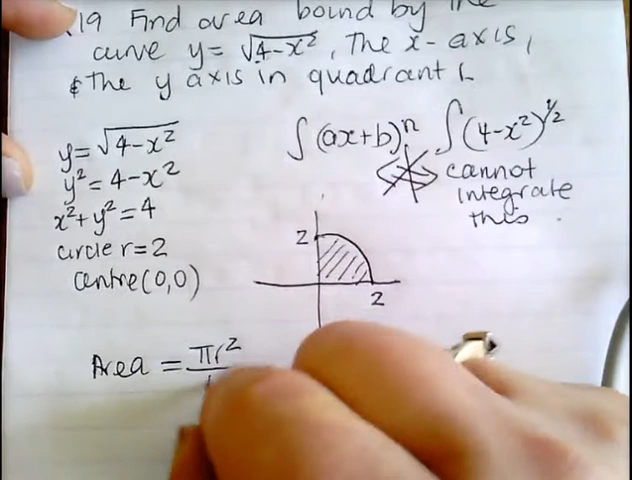 19 Find area bound by the
curve y = √4-x², The x-axis,
& the y axis in quadrant 1.
y = √4-x²
y² = 4-x²
x² + y² = 4
circle r=2
centre (0,0)
∫(ax+b)ⁿ ∫(4-x²)^1/2
cannot
integrate
this.
2
2
Area = πr²